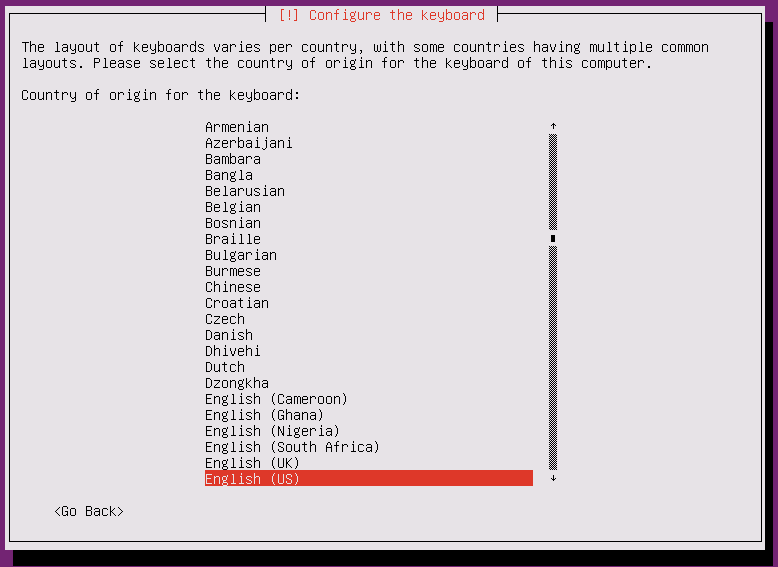 [!] Configure the keyboard
The layout of keyboards varies per country, with some countries having multiple common
layouts. Please select the country of origin for the keyboard of this computer.
Country of origin for the keyboard:
Armenian
Azerbaijani
Bambara
Bangla
Belarusian
Belgian
Bosnian
Braille
Bulgarian
Burmese
Chinese
Croatian
Czech
Danish
Dhivehi
Dutch
Dzongkha
English (Cameroon)
English (Ghana)
English (Nigeria)
English (South Africa)
English (UK)
English (US)
<Go Back>